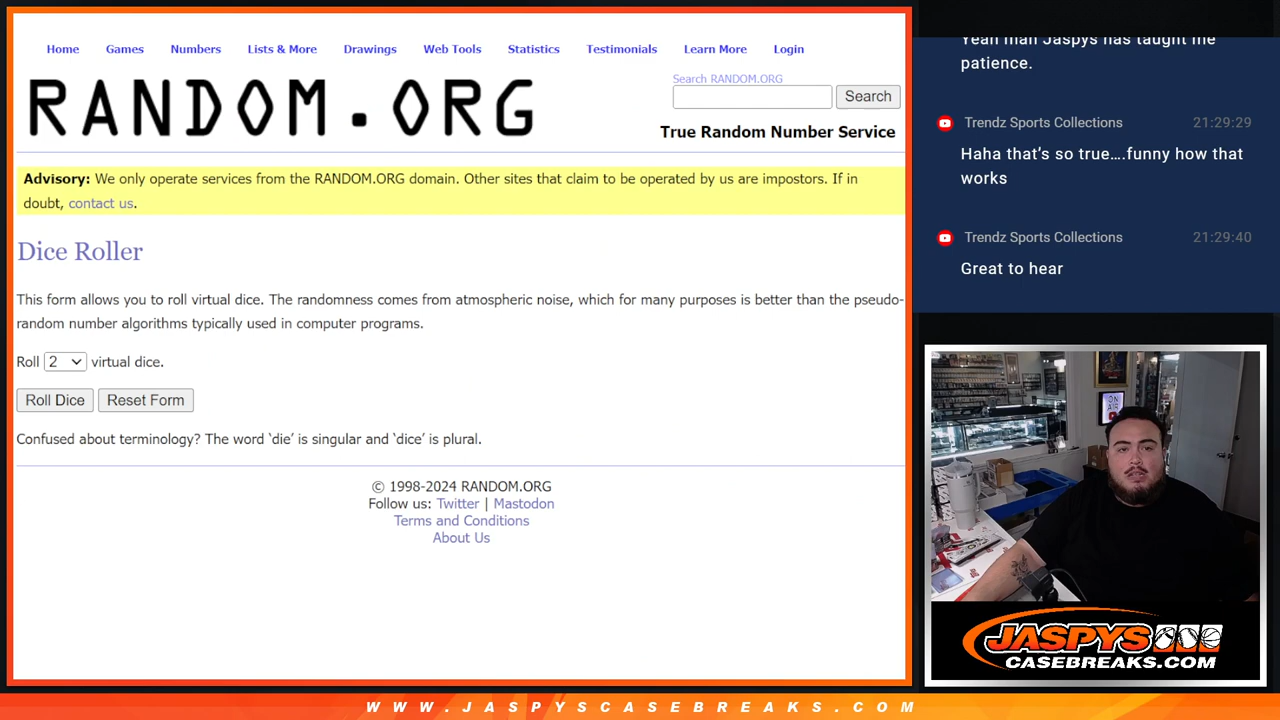 Home Games Numbers Lists & More Drawings Web Tools Statistics Testimonials Learn More Login
RANDOM.ORG
Search RANDOM.ORG
Search
True Random Number Service
Advisory: We only operate services from the RANDOM.ORG domain. Other sites that claim to be operated by us are impostors. If in
doubt, contact us.
Dice Roller
This form allows you to roll virtual dice. The randomness comes from atmospheric noise, which for many purposes is better than the pseudo-
random number algorithms typically used in computer programs.
Roll 2 virtual dice.
Roll Dice Reset Form
Confused about terminology? The word ‘die’ is singular and ‘dice’ is plural.
© 1998-2024 RANDOM.ORG
Follow us: Twitter | Mastodon
Terms and Conditions
About Us
Yeah man Jaspys has taught me
patience.
Trendz Sports Collections 21:29:29
Haha that’s so true….funny how that
works
Trendz Sports Collections 21:29:40
Great to hear
ON
AIR
JASPYS
CASEBREAKS.COM
WWW.JASPYSCASEBREAKS.COM